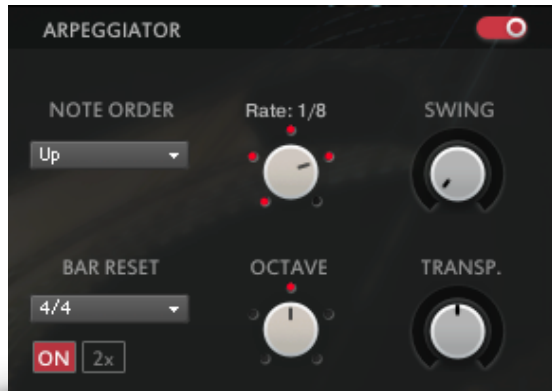 ARPEGGIATOR
NOTE ORDER
Rate: 1/8
SWING
Up
BAR RESET
OCTAVE
TRANSP.
4/4
ON
2x